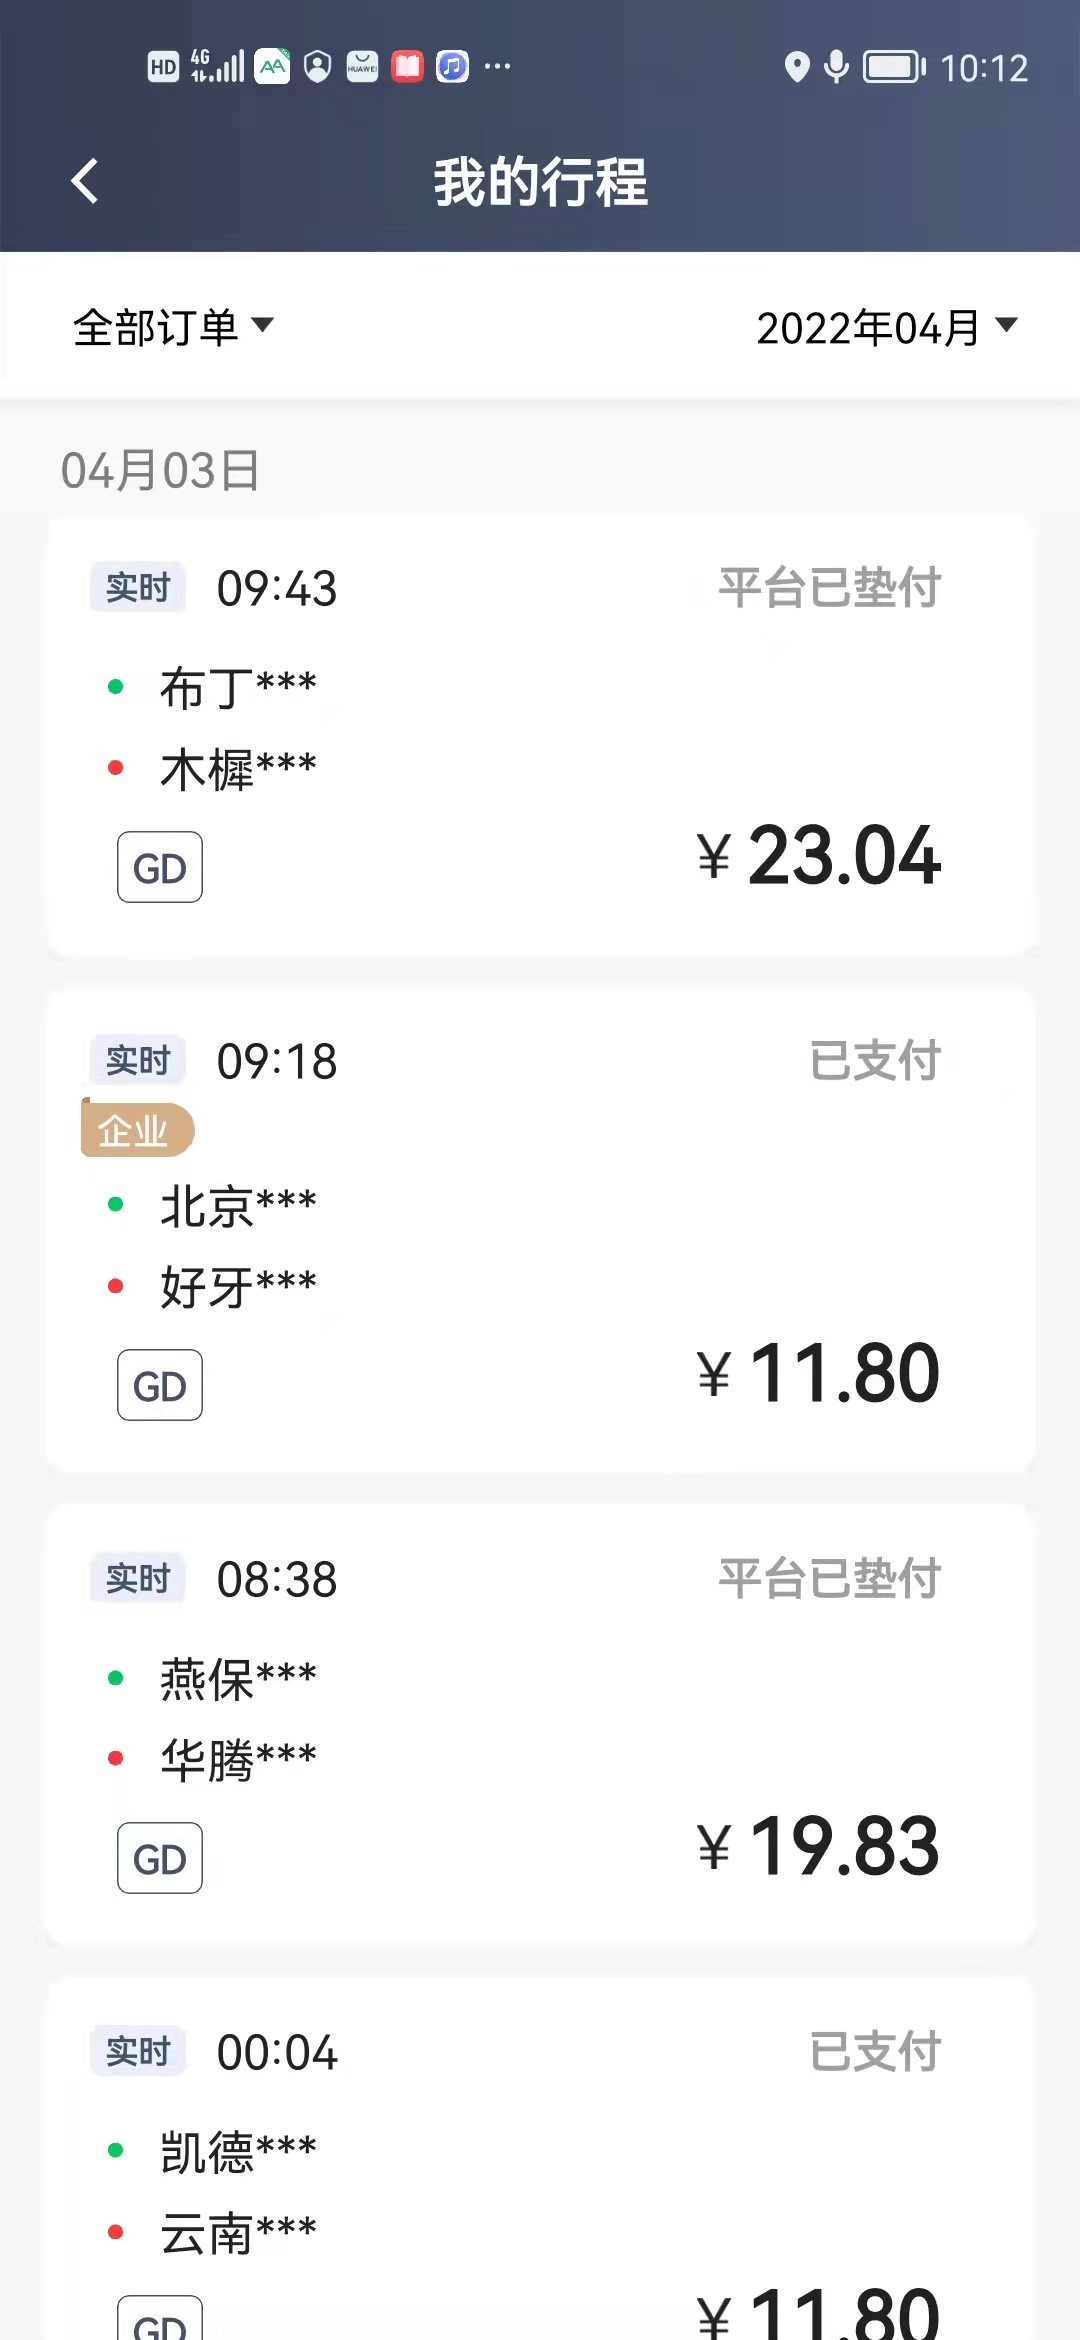 HD 4G AA HUAWEI 10:12
我的行程
全部订单 2022年04月
04月03日
实时 09:43 平台已垫付
布丁***
木樨***
GD ¥ 23.04
实时 09:18 已支付
企业
北京***
好牙***
GD ¥ 11.80
实时 08:38 平台已垫付
燕保***
华腾***
GD ¥ 19.83
实时 00:04 已支付
凯德***
云南***
GD ¥ 11.80